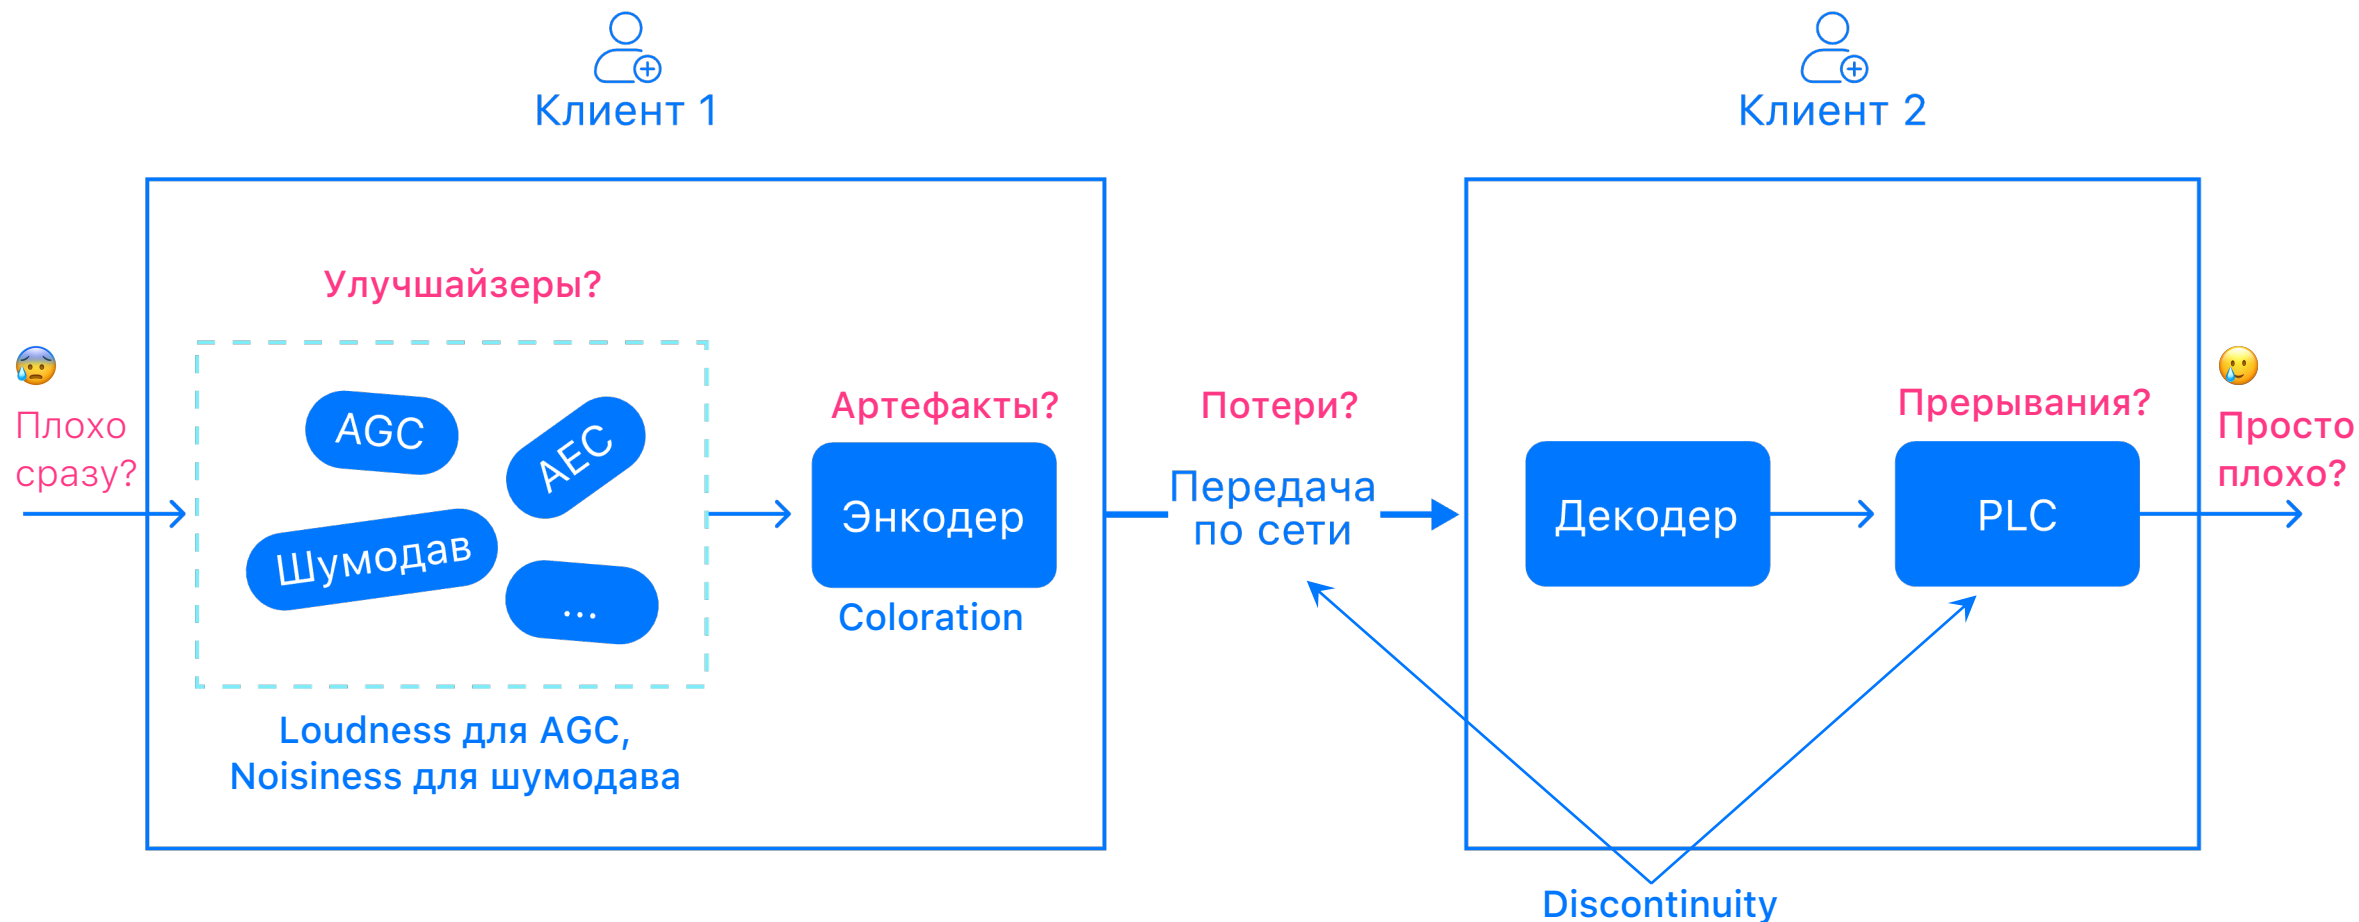 Клиент 1
Клиент 2
Улучшайзеры?
Плохо
сразу?
AGC
AEC
Шумодав
...
Loudness для AGC,
Noisiness для шумодава
Артефакты?
Энкодер
Coloration
Потери?
Передача
по сети
Декодер
Прерывания?
PLC
Просто
плохо?
Discontinuity